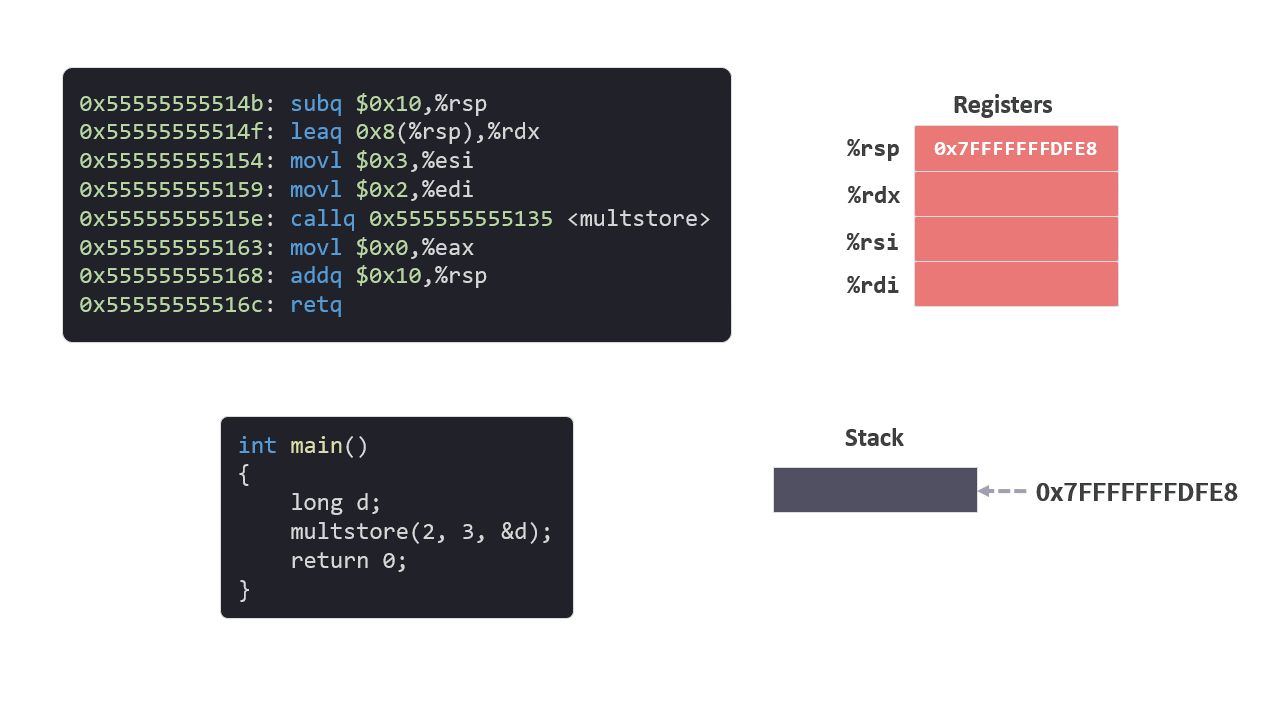 0x55555555514b: subq $0x10,%rsp
0x55555555514f: leaq 0x8(%rsp),%rdx
0x555555555154: movl $0x3,%esi
0x555555555159: movl $0x2,%edi
0x55555555515e: callq 0x555555555135 <multstore>
0x555555555163: movl $0x0,%eax
0x555555555168: addq $0x10,%rsp
0x55555555516c: retq
Registers
%rsp 0x7FFFFFFFDFE8
%rdx
%rsi
%rdi
int main()
{
    long d;
    multstore(2, 3, &d);
    return 0;
}
Stack
0x7FFFFFFFDFE8